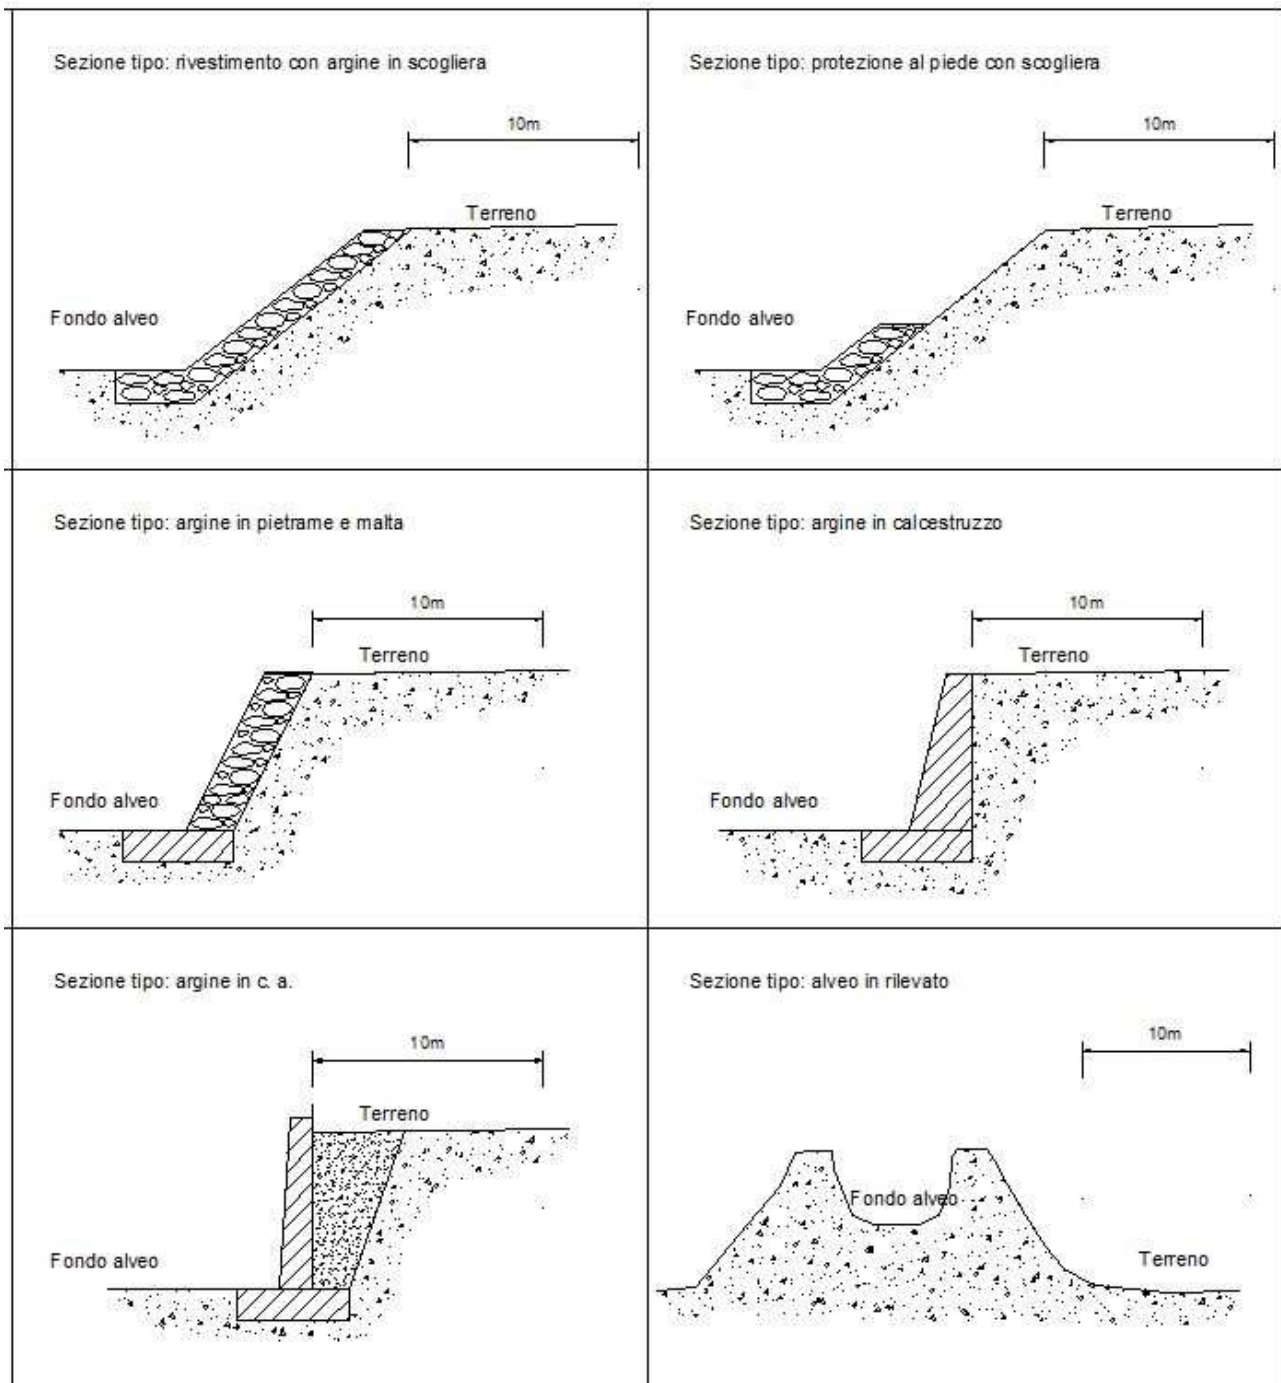 Sezione tipo: rivestimento con argine in scogliera
10m
Terreno
Fondo alveo
Sezione tipo: protezione al piede con scogliera
10m
Terreno
Fondo alveo
Sezione tipo: argine in pietrame e malta
10m
Terreno
Fondo alveo
Sezione tipo: argine in calcestruzzo
10m
Terreno
Fondo alveo
Sezione tipo: argine in c. a.
10m
Terreno
Fondo alveo
Sezione tipo: alveo in rilevato
10m
Fondo alveo
Terreno